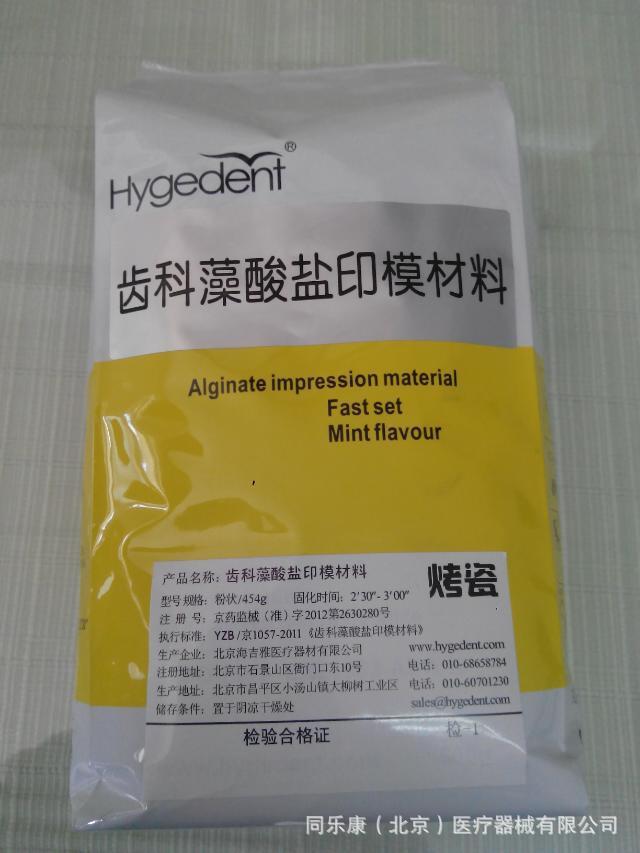 Hygedent®
齿科藻酸盐印模材料
Alginate impression material
Fast set
Mint flavour
产品名称：齿科藻酸盐印模材料
烤瓷
型号规格：粉状/454g 固化时间：2′30″-3′00″
注 册 号：京药监械（准）字2012第2630280号
执行标准：YZB/京1057-2011《齿科藻酸盐印模材料》
生产企业：北京海吉雅医疗器材有限公司 www.hygedent.com
注册地址：北京市石景山区衙门口东10号 电话：010-68658784
生产地址：北京市昌平区小汤山镇大柳树工业区 电话：010-60701230
储存条件：置于阴凉干燥处 sales@hygedent.com
检验合格证 检-1
同乐康（北京）医疗器械有限公司